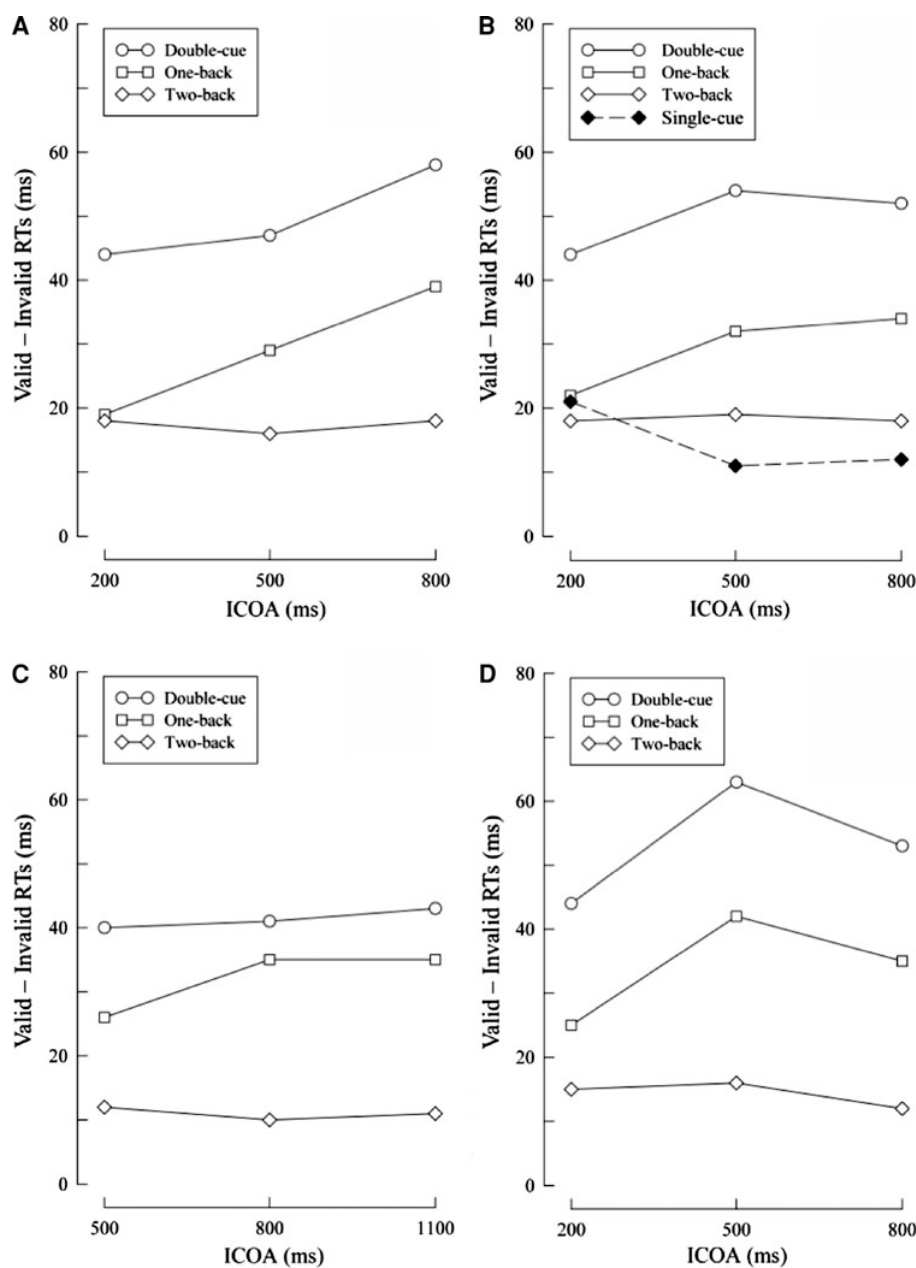 A
80
60
40
20
0
Valid – Invalid RTs (ms)
Double-cue
One-back
Two-back
200 500 800
ICOA (ms)
B
80
60
40
20
0
Valid – Invalid RTs (ms)
Double-cue
One-back
Two-back
Single-cue
200 500 800
ICOA (ms)
C
80
60
40
20
0
Valid – Invalid RTs (ms)
Double-cue
One-back
Two-back
500 800 1100
ICOA (ms)
D
80
60
40
20
0
Valid – Invalid RTs (ms)
Double-cue
One-back
Two-back
200 500 800
ICOA (ms)